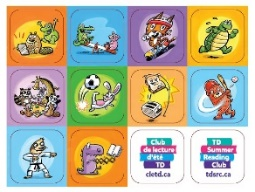 Club
de lecture
d'été
TD
cletd.ca
TD
Summer
Reading
Club
tdsrc.ca